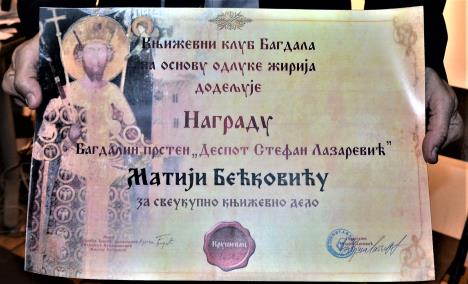 Књижевни клуб Багдала
на основу одлуке жирија
додељује
Награду
Багдалин прстен „Деспот Стефан Лазаревић”
Матији Бећковићу
за свеукупно књижевно дело
Крушевац